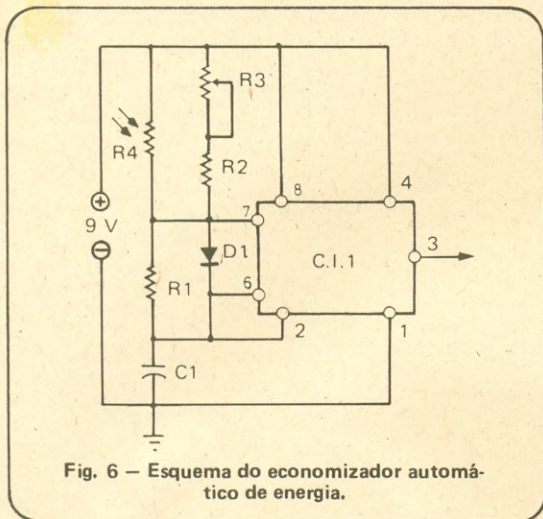 R3
R4
R2
8
4
7
9 V
D1
C.I.1
3
R1
6
2
1
C1
Fig. 6 — Esquema do economizador automá-
tico de energia.